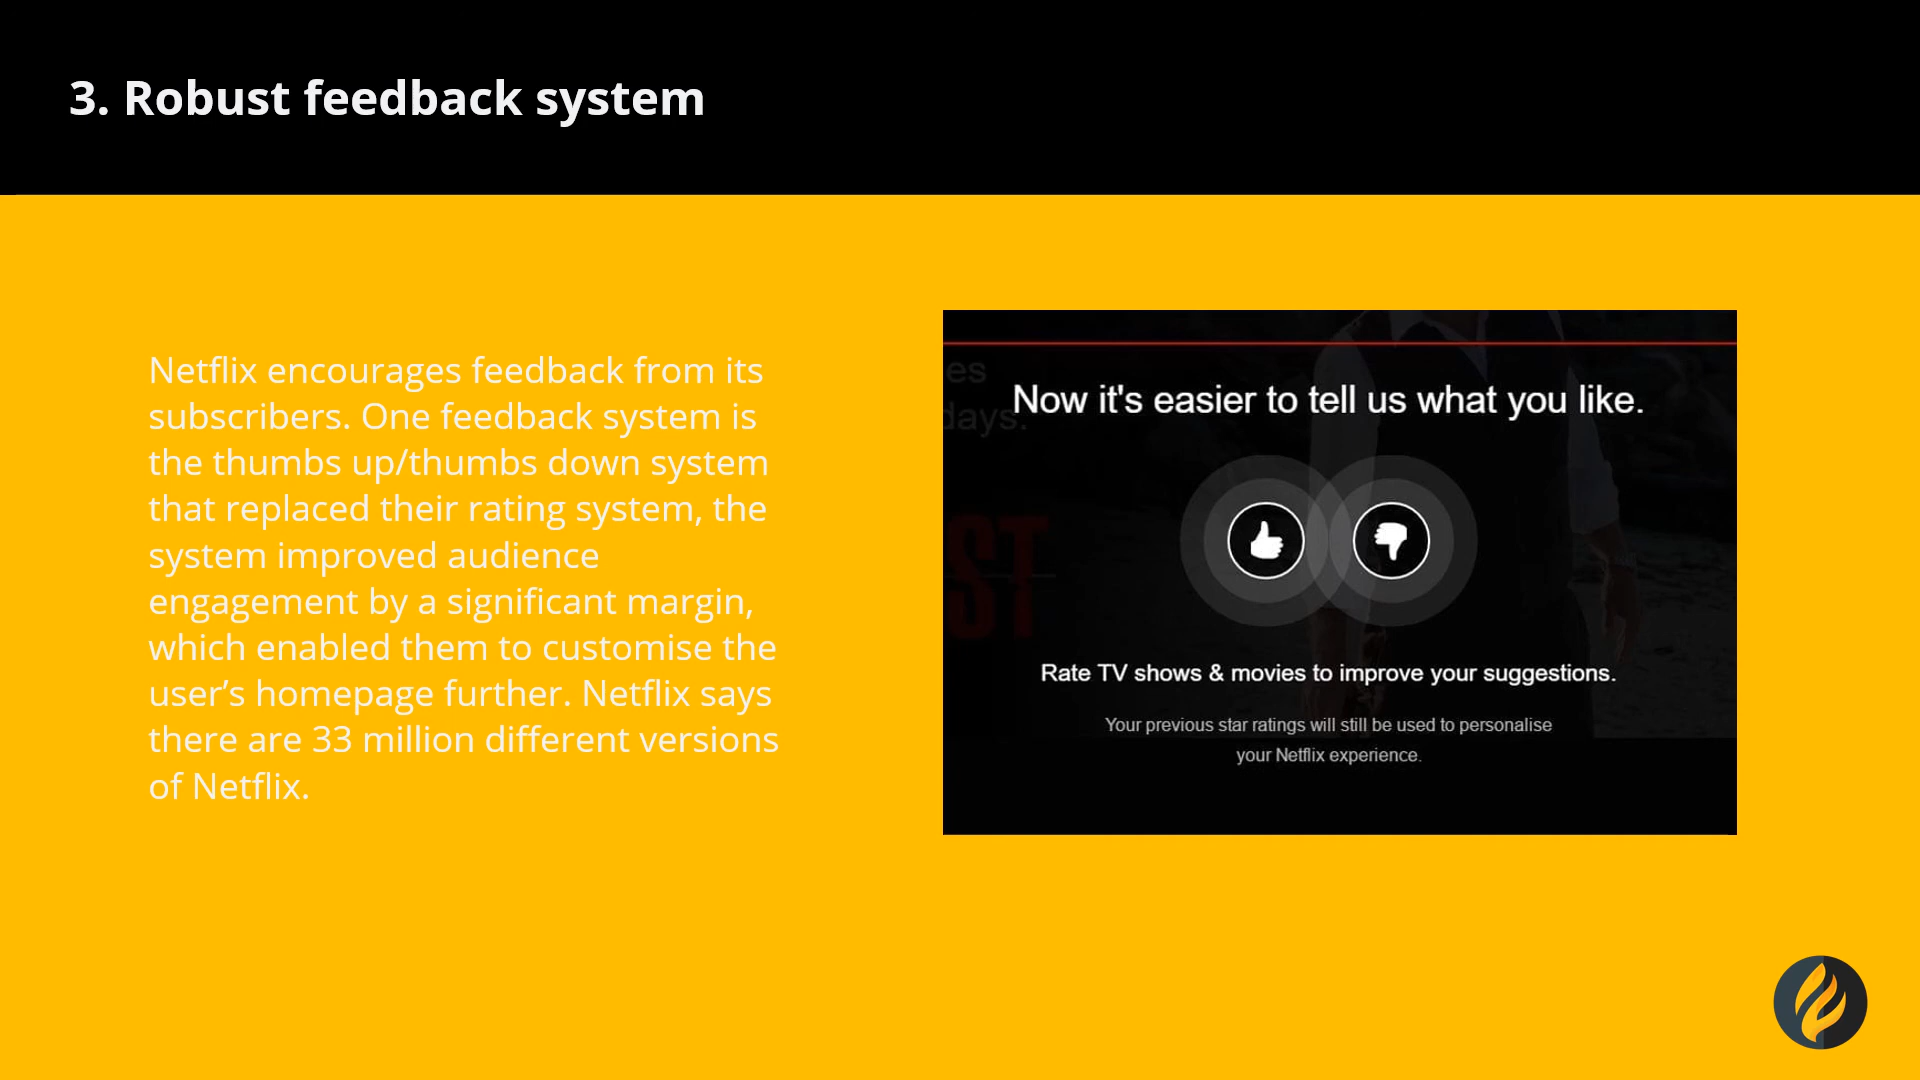 3. Robust feedback system
Netflix encourages feedback from its
subscribers. One feedback system is
the thumbs up/thumbs down system
that replaced their rating system, the
system improved audience
engagement by a significant margin,
which enabled them to customise the
user’s homepage further. Netflix says
there are 33 million different versions
of Netflix.
es
days.
Now it's easier to tell us what you like.
ST
Rate TV shows & movies to improve your suggestions.
Your previous star ratings will still be used to personalise
your Netflix experience.